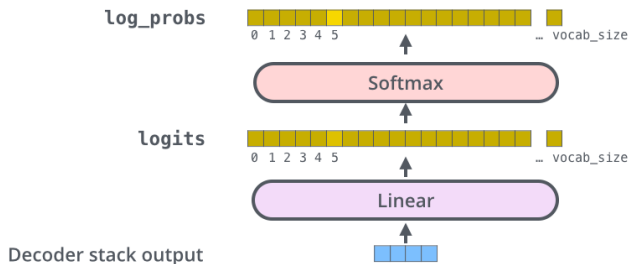 log_probs
0 1 2 3 4 5 … vocab_size
Softmax
logits
0 1 2 3 4 5 … vocab_size
Linear
Decoder stack output